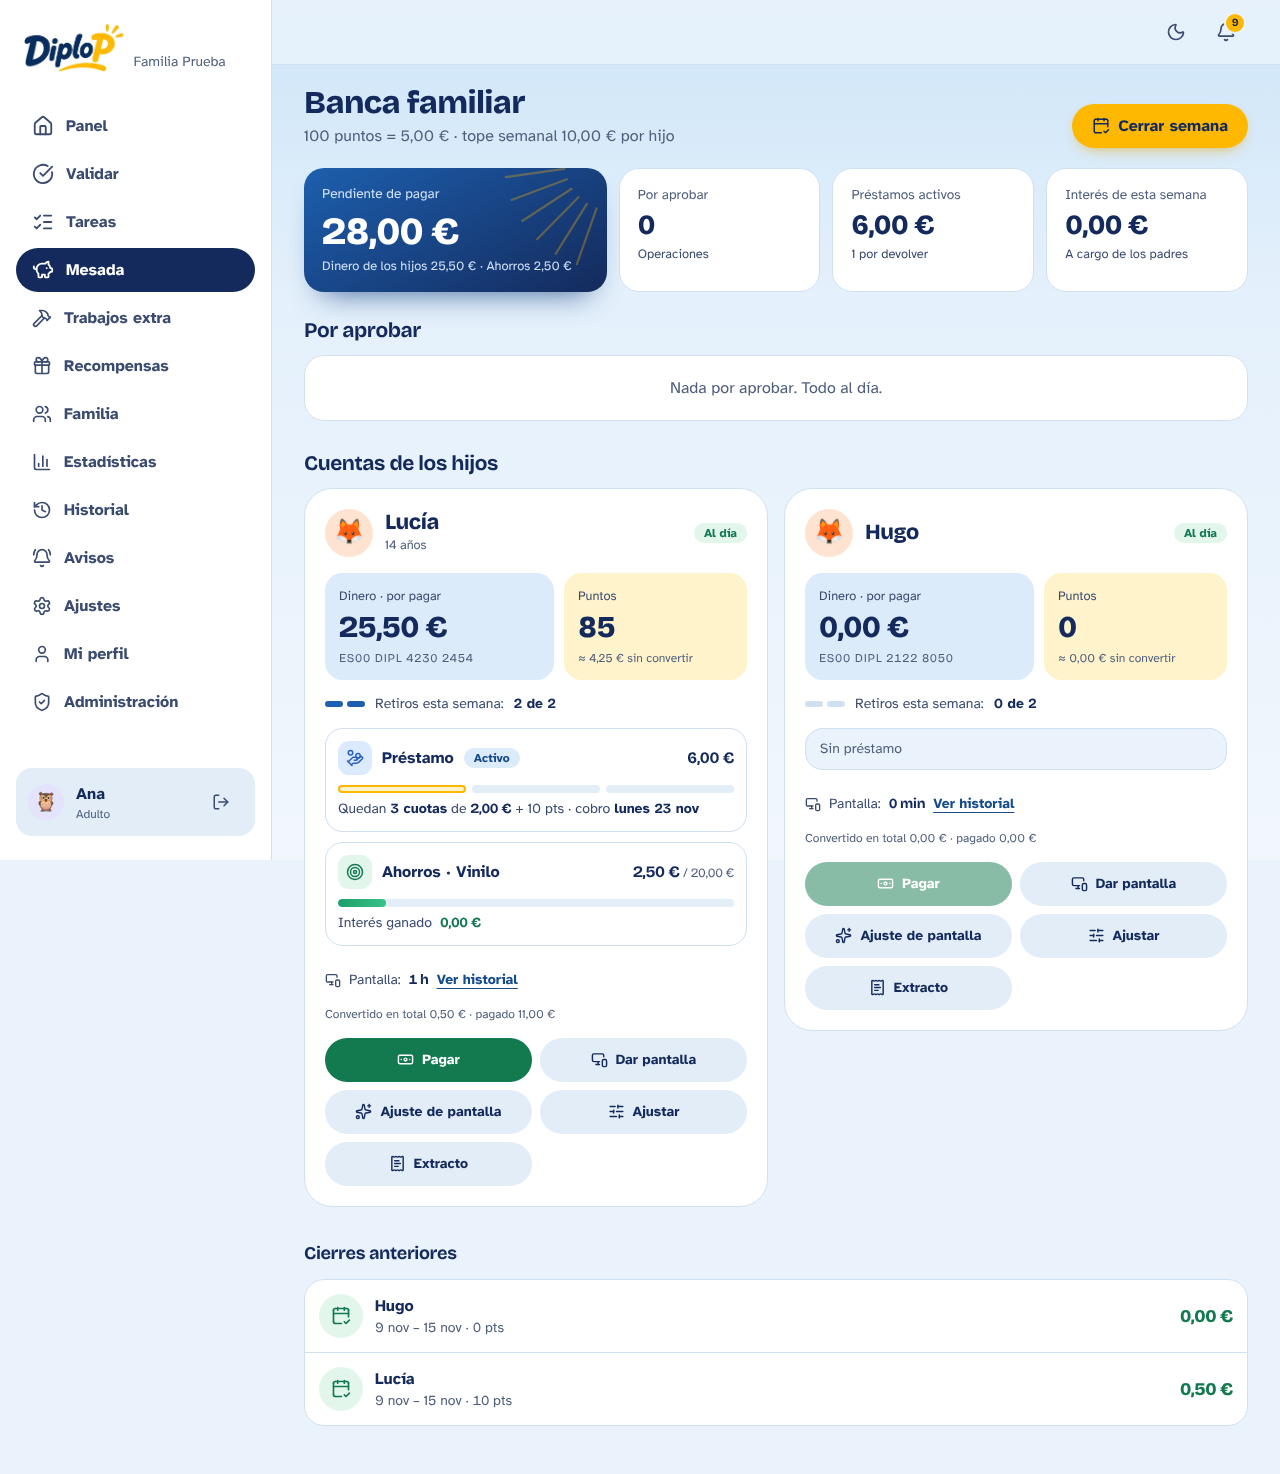 DiploP
Familia Prueba
9
Panel
Validar
Tareas
Mesada
Trabajos extra
Recompensas
Familia
Estadísticas
Historial
Avisos
Ajustes
Mi perfil
Administración
Ana
Adulto
Banca familiar
100 puntos = 5,00 € · tope semanal 10,00 € por hijo
Cerrar semana
Pendiente de pagar
28,00 €
Dinero de los hijos 25,50 € · Ahorros 2,50 €
Por aprobar
0
Operaciones
Préstamos activos
6,00 €
1 por devolver
Interés de esta semana
0,00 €
A cargo de los padres
Por aprobar
Nada por aprobar. Todo al día.
Cuentas de los hijos
Lucía
14 años
Al día
Dinero · por pagar
25,50 €
ES00 DIPL 4230 2454
Puntos
85
≈ 4,25 € sin convertir
Retiros esta semana: 2 de 2
Préstamo Activo 6,00 €
Quedan 3 cuotas de 2,00 € + 10 pts · cobro lunes 23 nov
Ahorros · Vinilo 2,50 € / 20,00 €
Interés ganado 0,00 €
Pantalla: 1 h Ver historial
Convertido en total 0,50 € · pagado 11,00 €
Pagar
Dar pantalla
Ajuste de pantalla
Ajustar
Extracto
Hugo
Al día
Dinero · por pagar
0,00 €
ES00 DIPL 2122 8050
Puntos
0
≈ 0,00 € sin convertir
Retiros esta semana: 0 de 2
Sin préstamo
Pantalla: 0 min Ver historial
Convertido en total 0,00 € · pagado 0,00 €
Pagar
Dar pantalla
Ajuste de pantalla
Ajustar
Extracto
Cierres anteriores
Hugo
9 nov – 15 nov · 0 pts
0,00 €
Lucía
9 nov – 15 nov · 10 pts
0,50 €